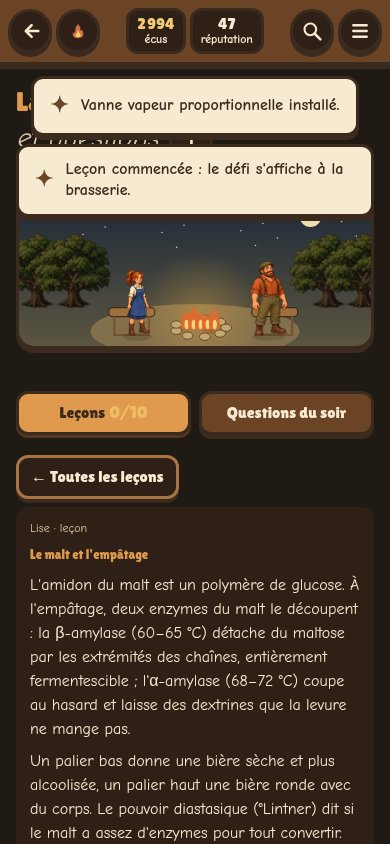 2 994
écus
47
réputation
Vanne vapeur proportionnelle installé.
Leçon commencée : le défi s'affiche à la
brasserie.
Leçons 0/10
Questions du soir
← Toutes les leçons
Lise · leçon
Le malt et l'empâtage
L'amidon du malt est un polymère de glucose. À
l'empâtage, deux enzymes du malt le découpent
: la β-amylase (60–65 °C) détache du maltose
par les extrémités des chaînes, entièrement
fermentescible ; l'α-amylase (68–72 °C) coupe
au hasard et laisse des dextrines que la levure
ne mange pas.
Un palier bas donne une bière sèche et plus
alcoolisée, un palier haut une bière ronde avec
du corps. Le pouvoir diastasique (°Lintner) dit si
le malt a assez d'enzymes pour tout convertir.